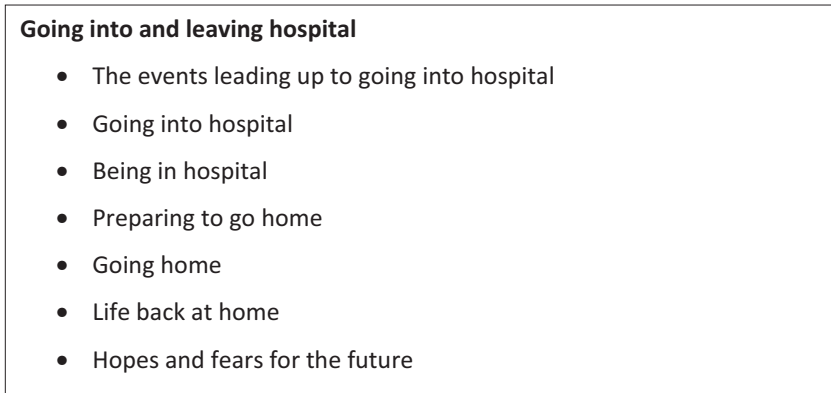 Going into and leaving hospital
• The events leading up to going into hospital
• Going into hospital
• Being in hospital
• Preparing to go home
• Going home
• Life back at home
• Hopes and fears for the future